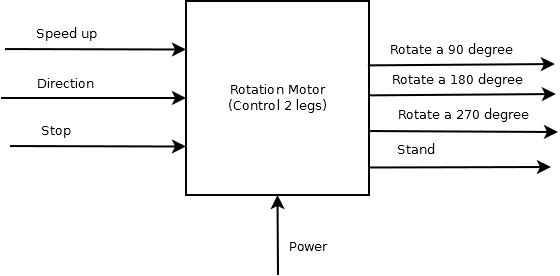 Speed up
Direction
Stop
Rotation Motor
(Control 2 legs)
Rotate a 90 degree
Rotate a 180 degree
Rotate a 270 degree
Stand
Power